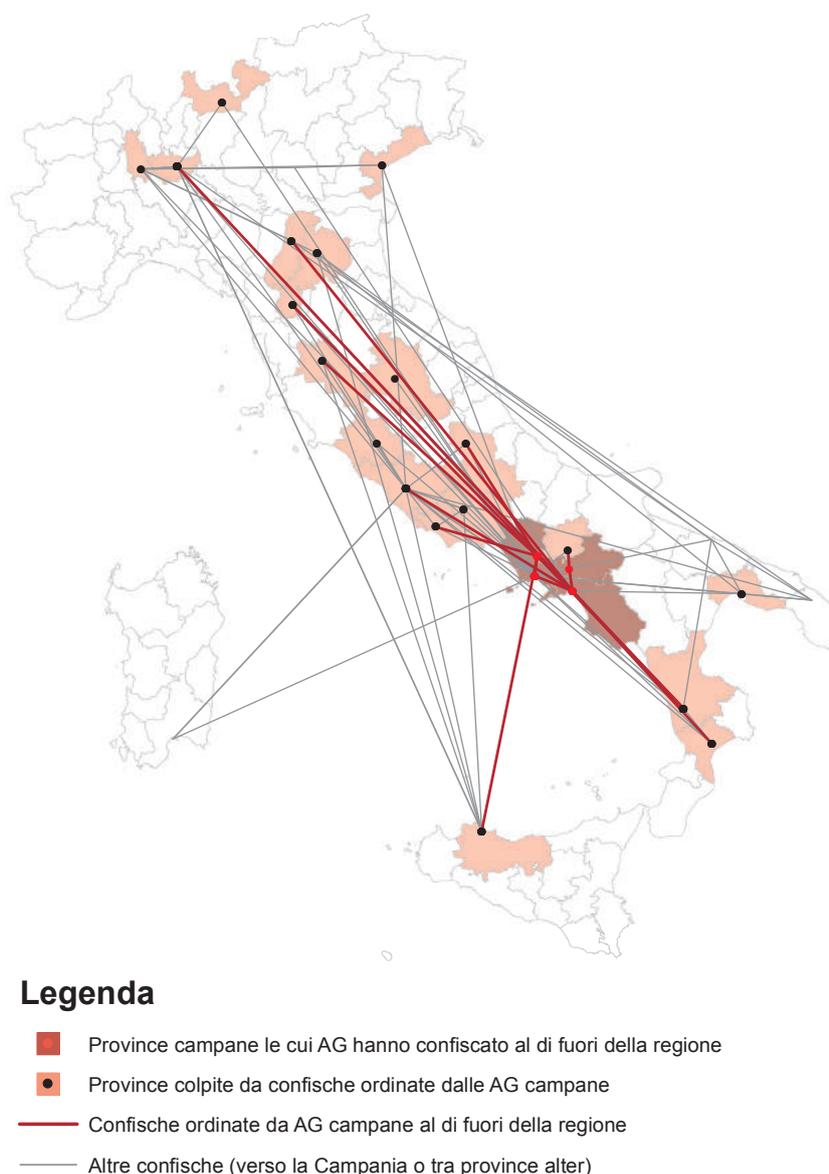 Legenda
Province campane le cui AG hanno confiscato al di fuori della regione
Province colpite da confische ordinate dalle AG campane
Confische ordinate da AG campane al di fuori della regione
Altre confische (verso la Campania o tra province alter)